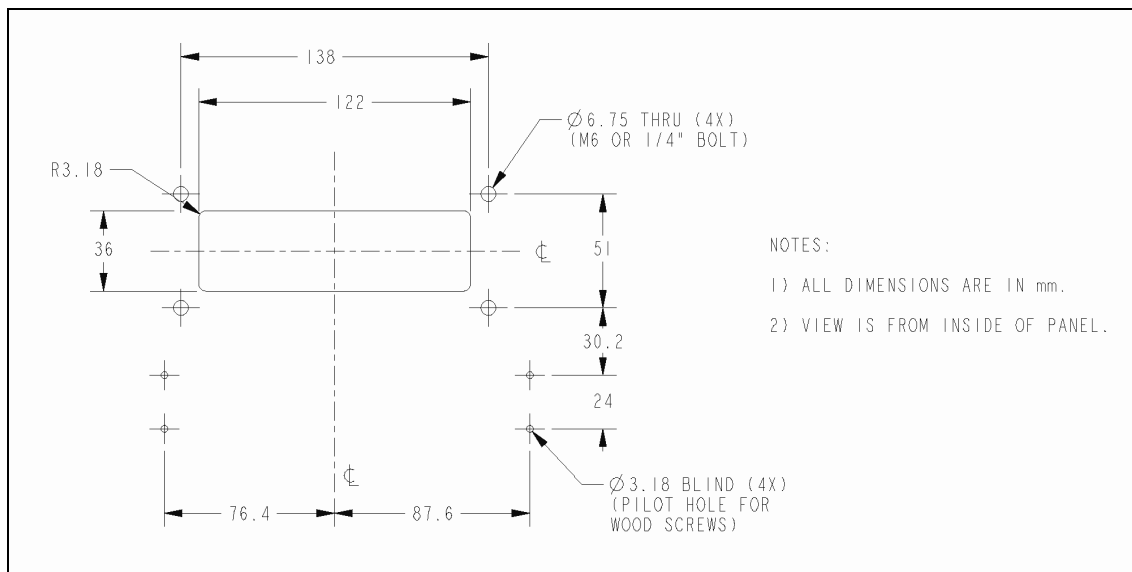 138
122
Ø6.75 THRU (4X)
(M6 OR 1/4" BOLT)
R3.18
36
℄
51
NOTES:
1) ALL DIMENSIONS ARE IN mm.
2) VIEW IS FROM INSIDE OF PANEL.
30.2
24
℄
Ø3.18 BLIND (4X)
(PILOT HOLE FOR
WOOD SCREWS)
76.4
87.6